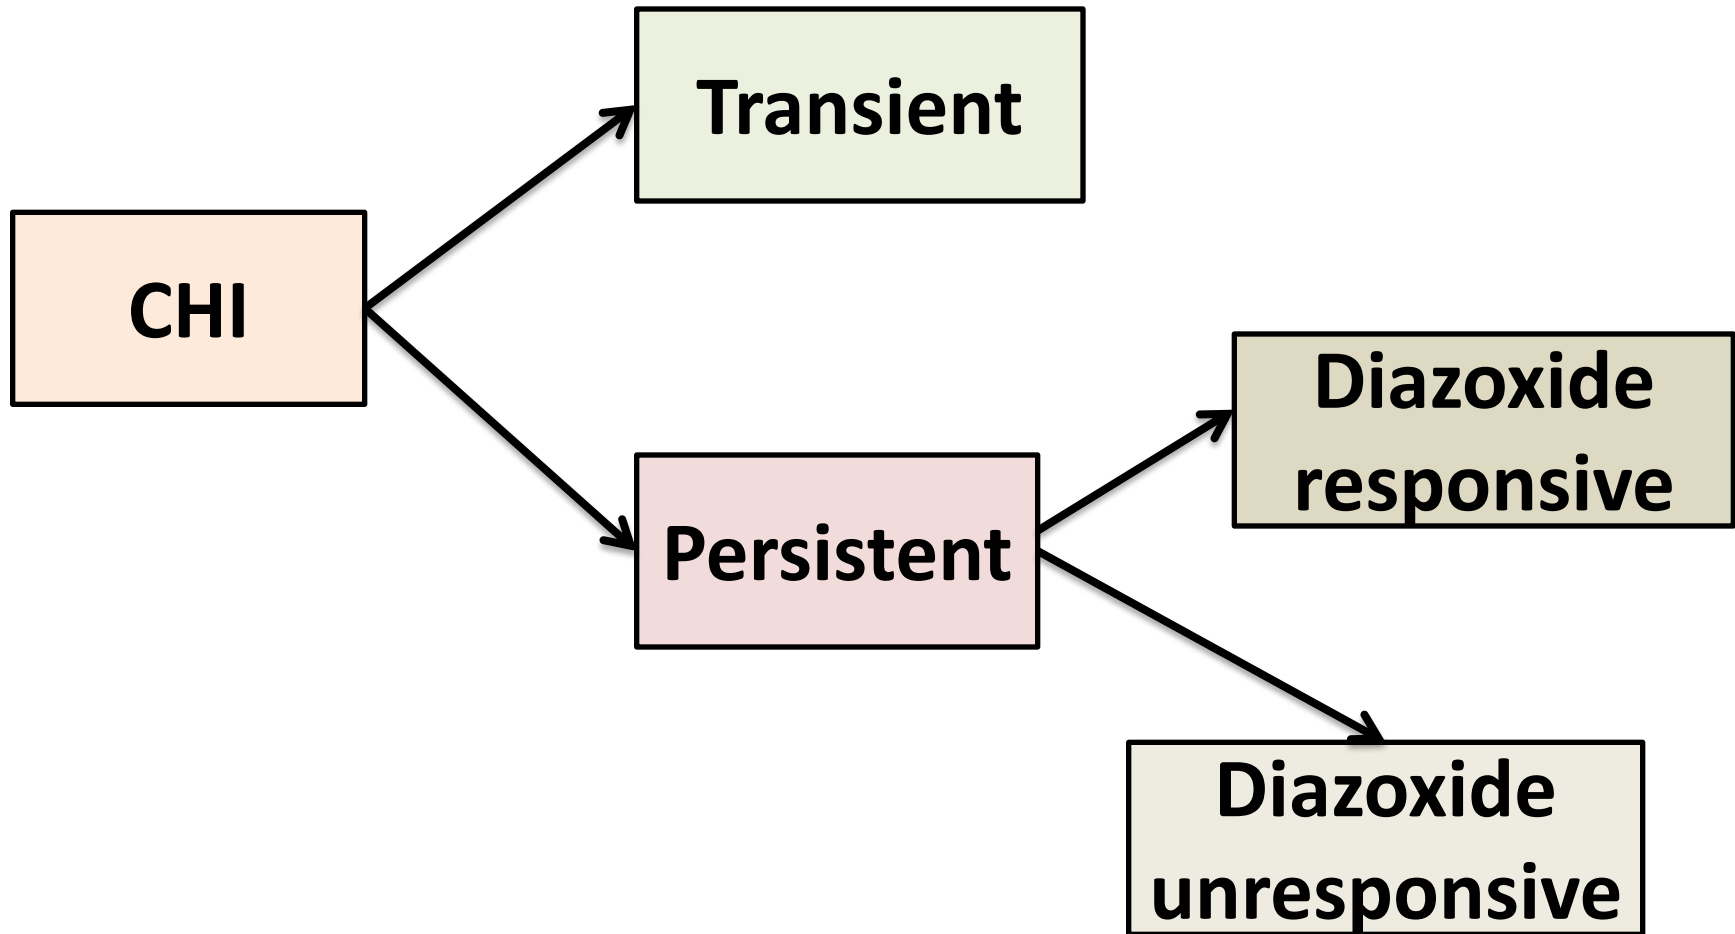 Transient
CHI
Persistent
Diazoxide
responsive
Diazoxide
unresponsive